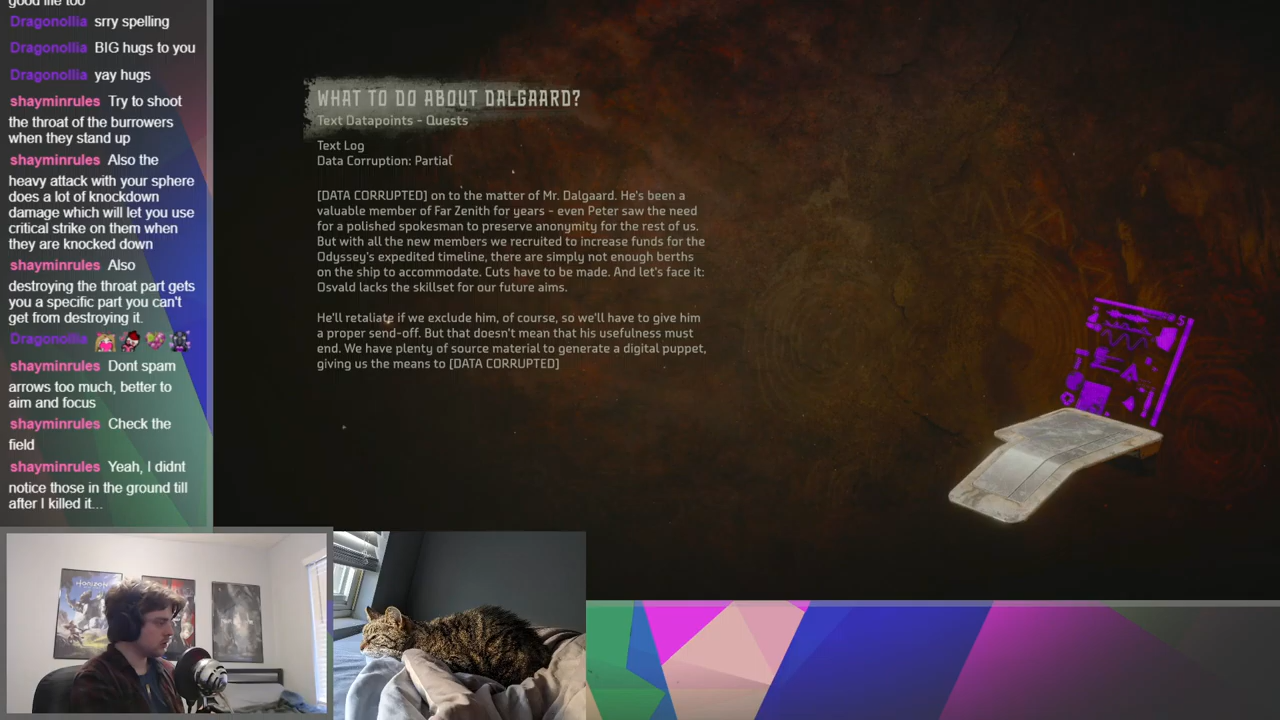 good life too
Dragonollia srry spelling
Dragonollia BIG hugs to you
Dragonollia yay hugs
shayminrules Try to shoot
the throat of the burrowers
when they stand up
shayminrules Also the
heavy attack with your sphere
does a lot of knockdown
damage which will let you use
critical strike on them when
they are knocked down
shayminrules Also
destroying the throat part gets
you a specific part you can't
get from destroying it.
Dragonollia
shayminrules Dont spam
arrows too much, better to
aim and focus
shayminrules Check the
field
shayminrules Yeah, I didnt
notice those in the ground till
after I killed it...
WHAT TO DO ABOUT DALGAARD?
Text Datapoints - Quests
Text Log
Data Corruption: Partial
[DATA CORRUPTED] on to the matter of Mr. Dalgaard. He's been a
valuable member of Far Zenith for years - even Peter saw the need
for a polished spokesman to preserve anonymity for the rest of us.
But with all the new members we recruited to increase funds for the
Odyssey's expedited timeline, there are simply not enough berths
on the ship to accommodate. Cuts have to be made. And let's face it:
Osvald lacks the skillset for our future aims.
He'll retaliate if we exclude him, of course, so we'll have to give him
a proper send-off. But that doesn't mean that his usefulness must
end. We have plenty of source material to generate a digital puppet,
giving us the means to [DATA CORRUPTED]
HORIZON